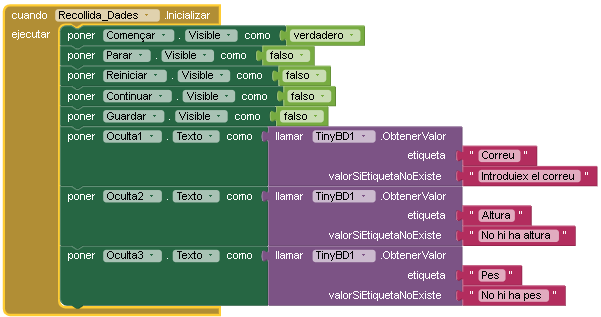 cuando Recollida_Dades .Inicializar
ejecutar poner Començar . Visible como verdadero
poner Parar . Visible como falso
poner Reiniciar . Visible como falso
poner Continuar . Visible como falso
poner Guardar . Visible como falso
poner Oculta1 . Texto como llamar TinyBD1 .ObtenerValor
etiqueta " Correu "
valorSiEtiquetaNoExiste " Introduiex el correu "
poner Oculta2 . Texto como llamar TinyBD1 .ObtenerValor
etiqueta " Altura "
valorSiEtiquetaNoExiste " No hi ha altura "
poner Oculta3 . Texto como llamar TinyBD1 .ObtenerValor
etiqueta " Pes "
valorSiEtiquetaNoExiste " No hi ha pes "